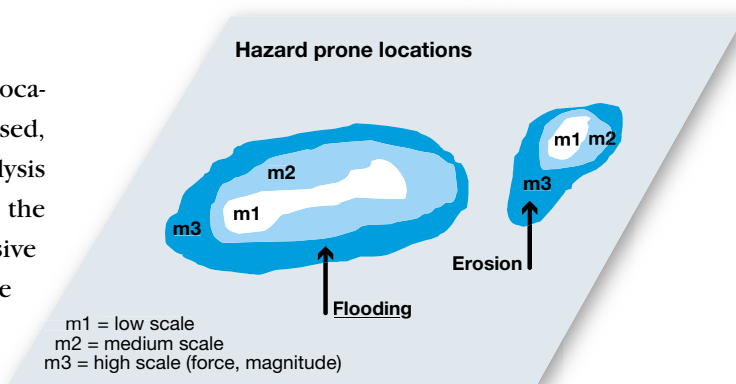 Hazard prone locations
oca-
sed,
lysis
the
sive
e
m1 m2
m3
m2
m1
m3
Erosion
Flooding
m1 = low scale
m2 = medium scale
m3 = high scale (force, magnitude)